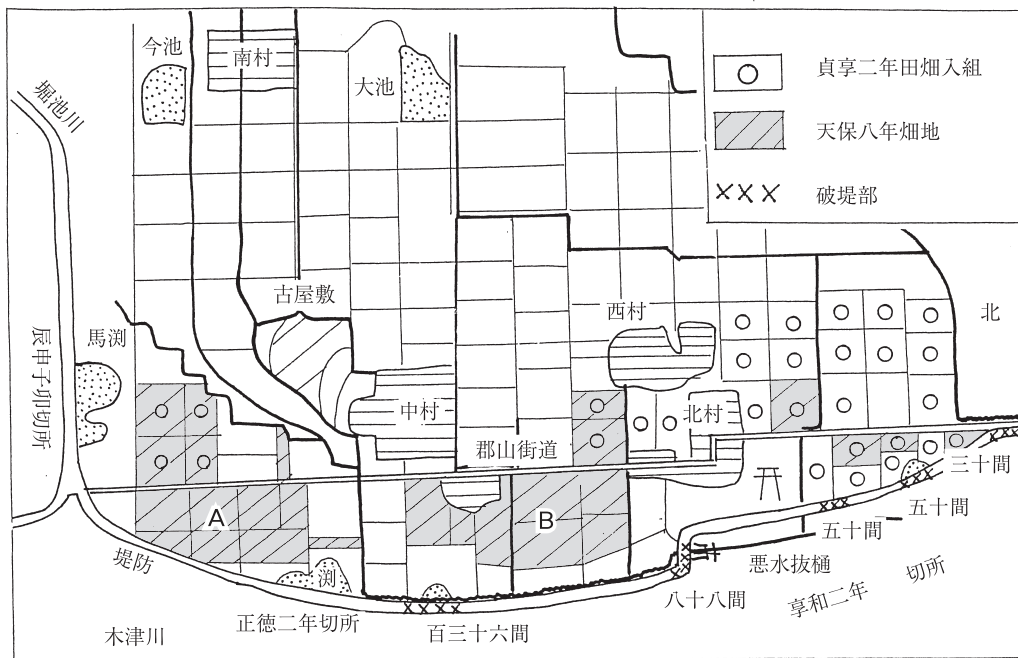 今池
南村
大池
貞享二年田畑入組
天保八年畑地
破堤部
堀池川
古屋敷
西村
北
馬渕
辰申子卯切所
中村
北村
郡山街道
三十間
A
B
五十間
五十間
悪水抜樋
堤防
渕
八十八間
享和二年 切所
正徳二年切所
百三十六間
木津川